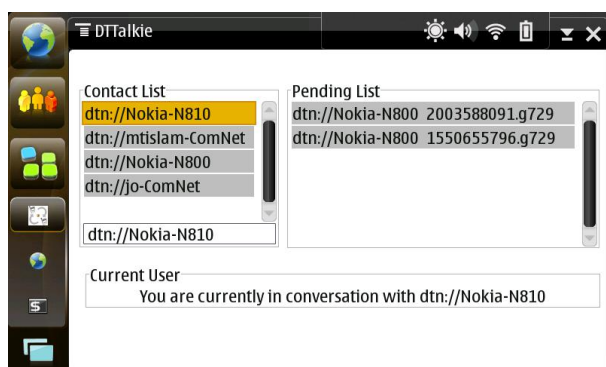 DTTalkie
Contact List
dtn://Nokia-N810
dtn://mtislam-ComNet
dtn://Nokia-N800
dtn://jo-ComNet
dtn://Nokia-N810
Pending List
dtn://Nokia-N800 2003588091.g729
dtn://Nokia-N800 1550655796.g729
Current User
You are currently in conversation with dtn://Nokia-N810